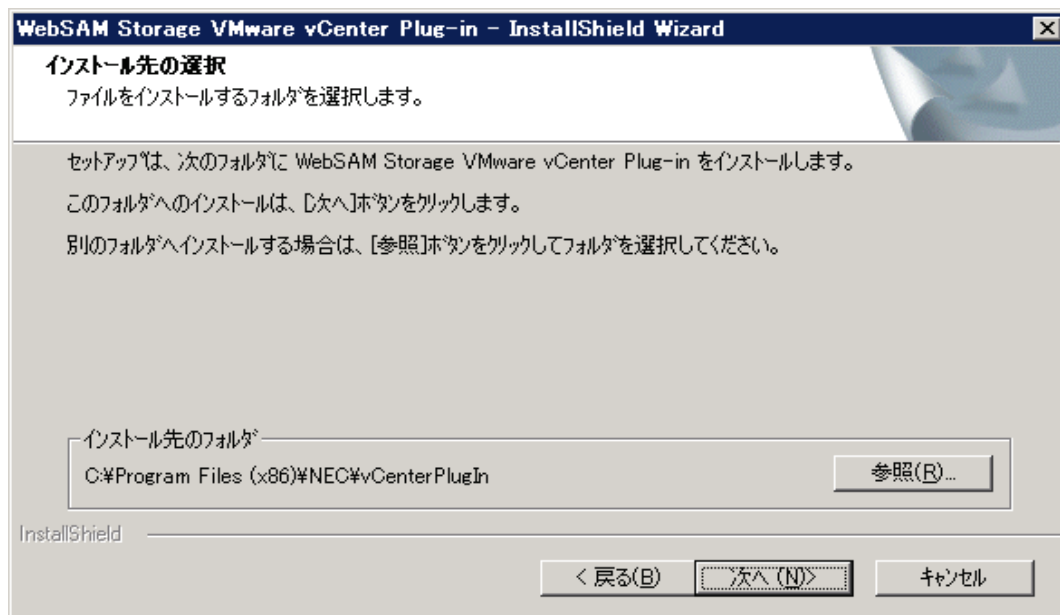 WebSAM Storage VMware vCenter Plug-in - InstallShield Wizard
インストール先の選択
ファイルをインストールするフォルダを選択します。
セットアップは、次のフォルダに WebSAM Storage VMware vCenter Plug-in をインストールします。
このフォルダへのインストールは、[次へ]ボタンをクリックします。
別のフォルダへインストールする場合は、[参照]ボタンをクリックしてフォルダを選択してください。
インストール先のフォルダ
C:¥Program Files (x86)¥NEC¥vCenterPlugIn
参照(R)...
InstallShield
< 戻る(B)
次へ (N)>
キャンセル